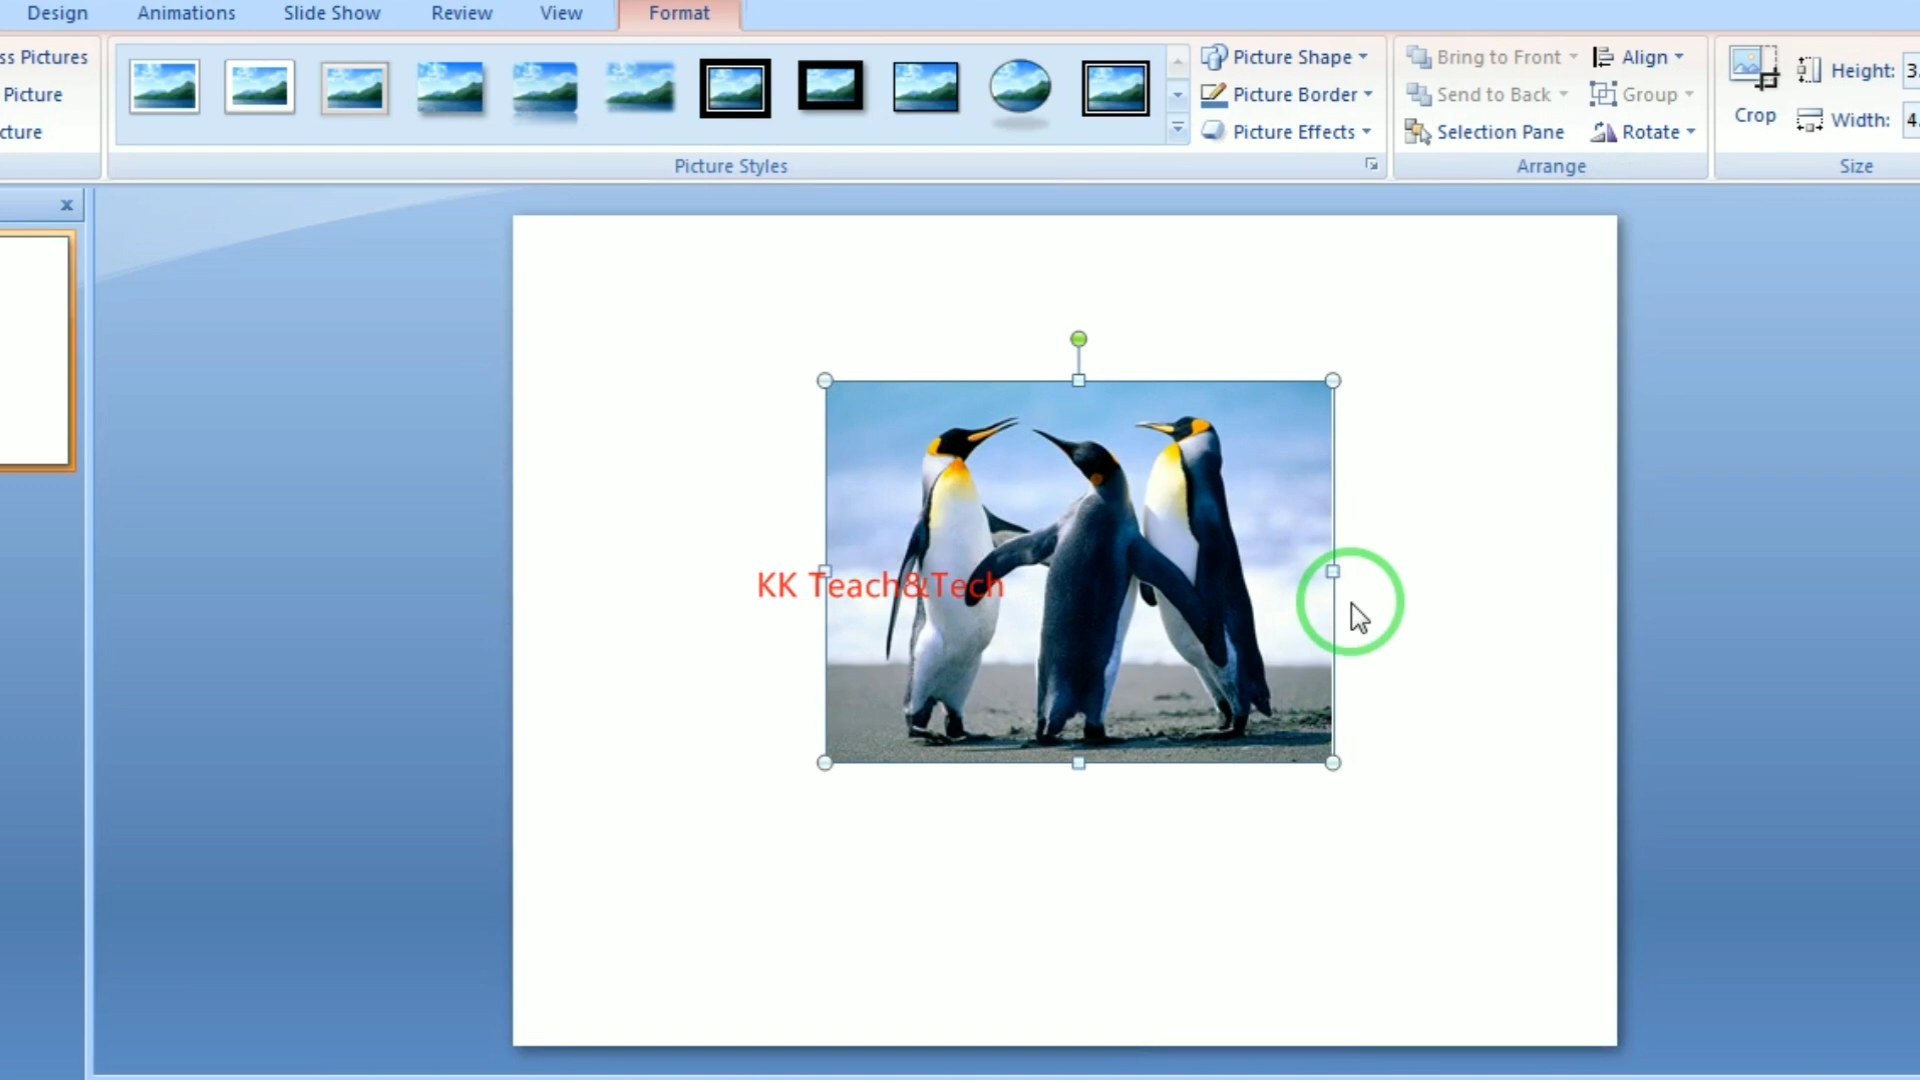 Design Animations Slide Show Review View Format
ss Pictures
Picture
cture
Picture Shape
Picture Border
Picture Effects
Picture Styles
Bring to Front
Send to Back
Selection Pane
Align
Group
Rotate
Arrange
Crop
Height: 3.
Width: 4.
Size
KK Teach&Tech